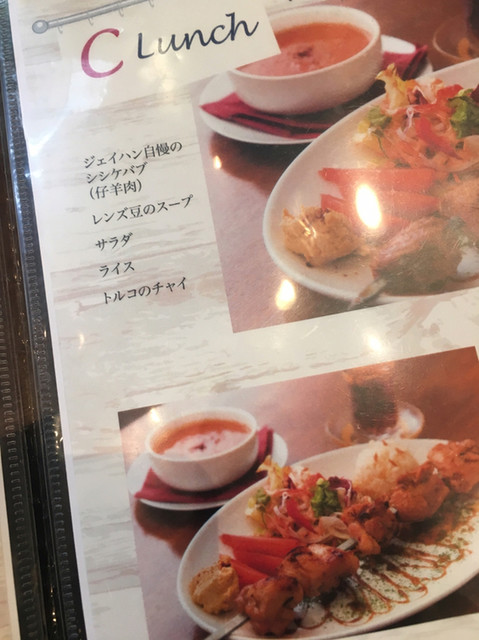 C Lunch
ジェイハン自慢の
シシケバブ
(仔羊肉)
レンズ豆のスープ
サラダ
ライス
トルコのチャイ